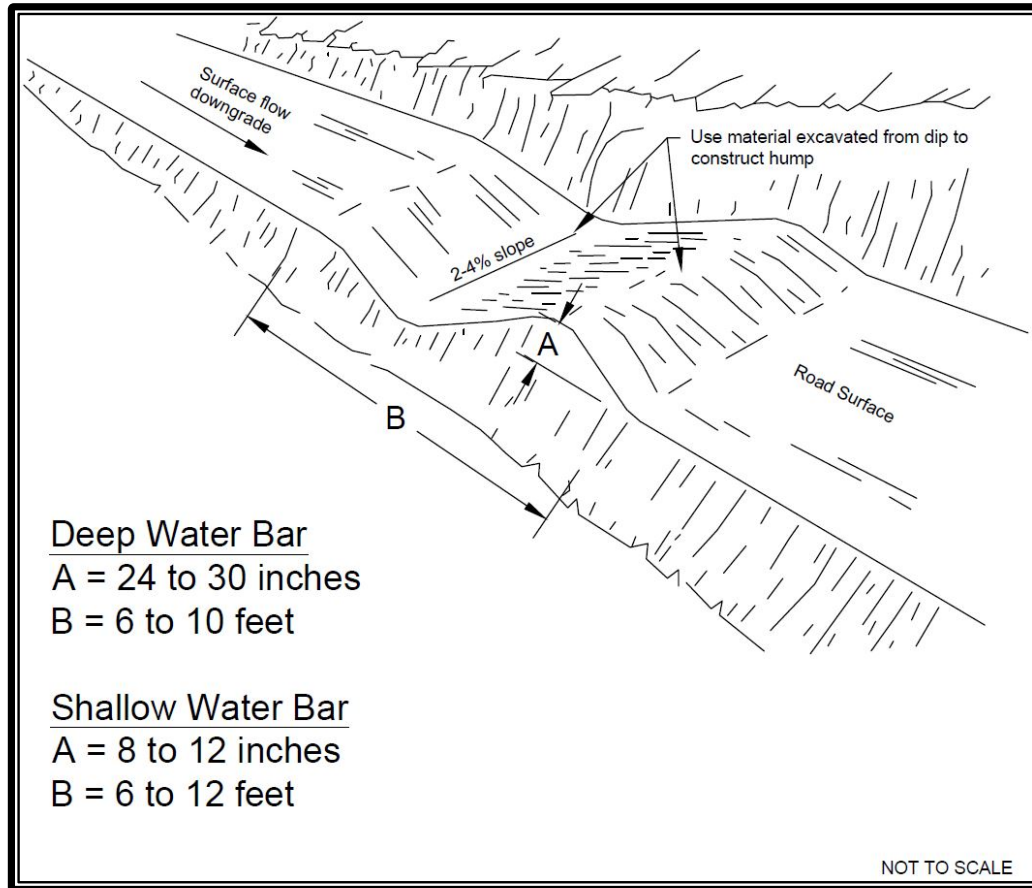 Surface flow
downgrade
Use material excavated from dip to
construct hump
2-4% slope
A
Road Surface
B
Deep Water Bar
A = 24 to 30 inches
B = 6 to 10 feet
Shallow Water Bar
A = 8 to 12 inches
B = 6 to 12 feet
NOT TO SCALE